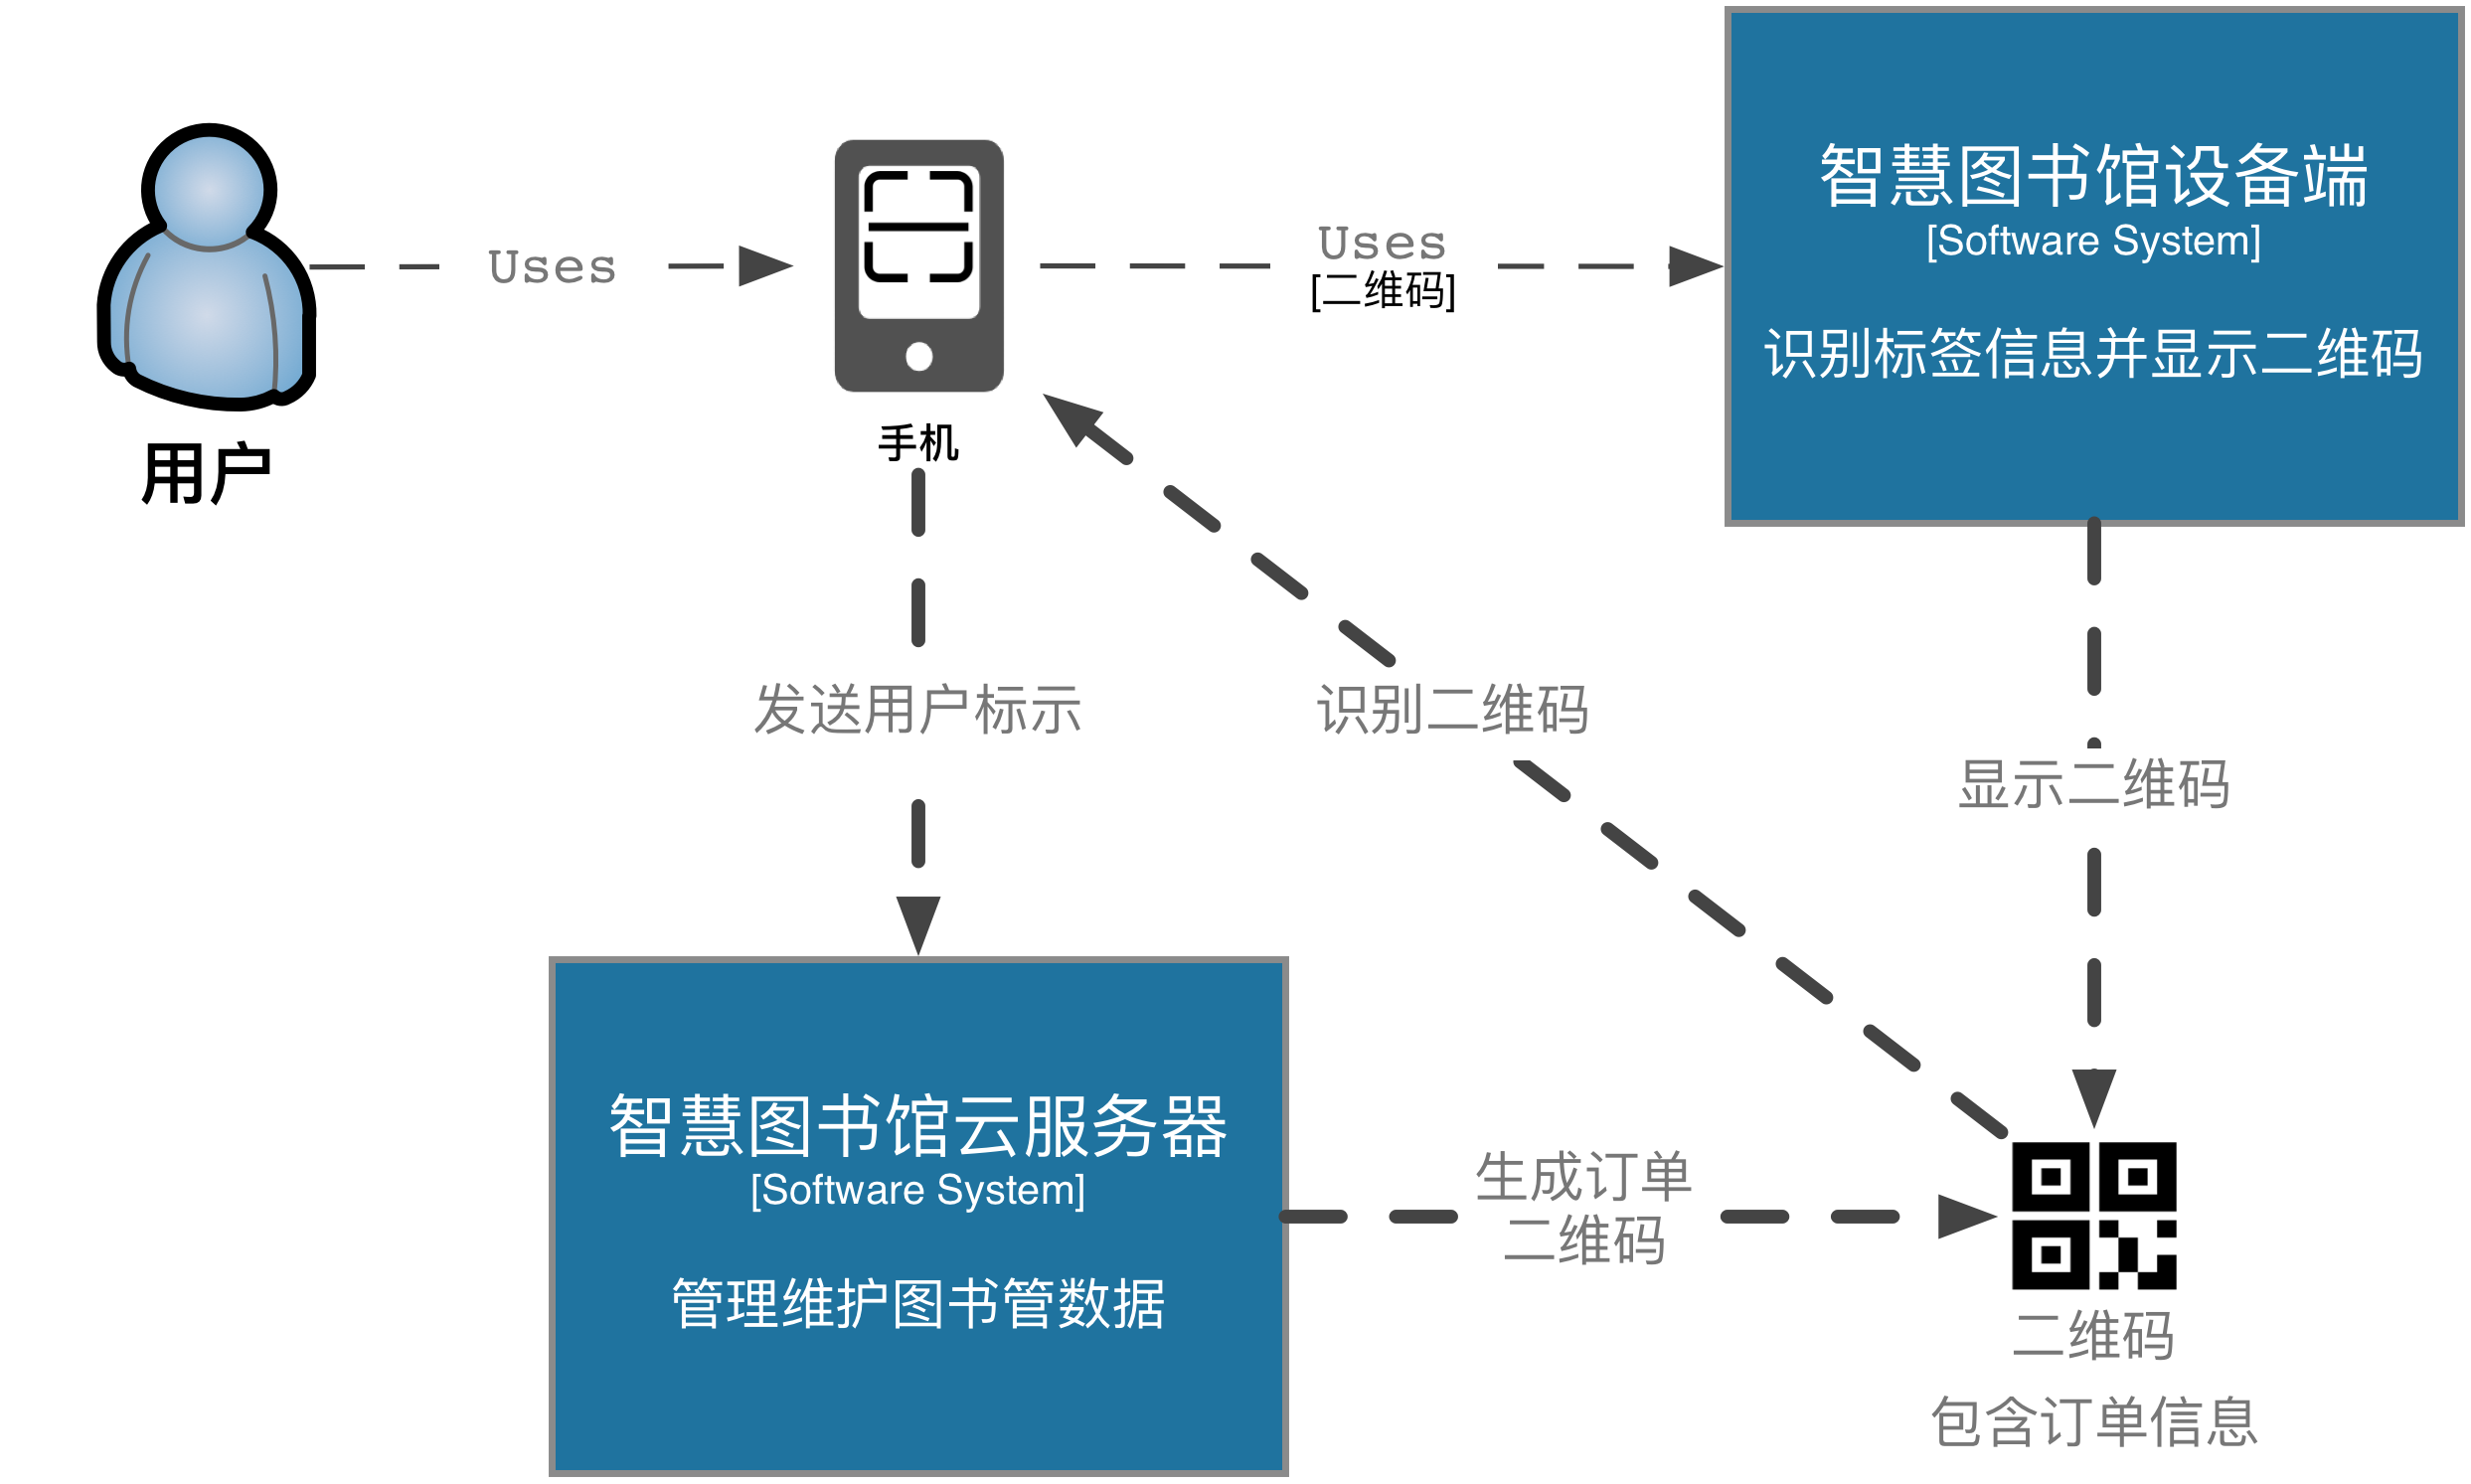 智慧图书馆设备端
[Software System]
识别标签信息并显示二维码
Uses
Uses
[二维码]
手机
用户
发送用户标示
识别二维码
显示二维码
智慧图书馆云服务器
[Software System]
管理维护图书管数据
生成订单
二维码
二维码
包含订单信息